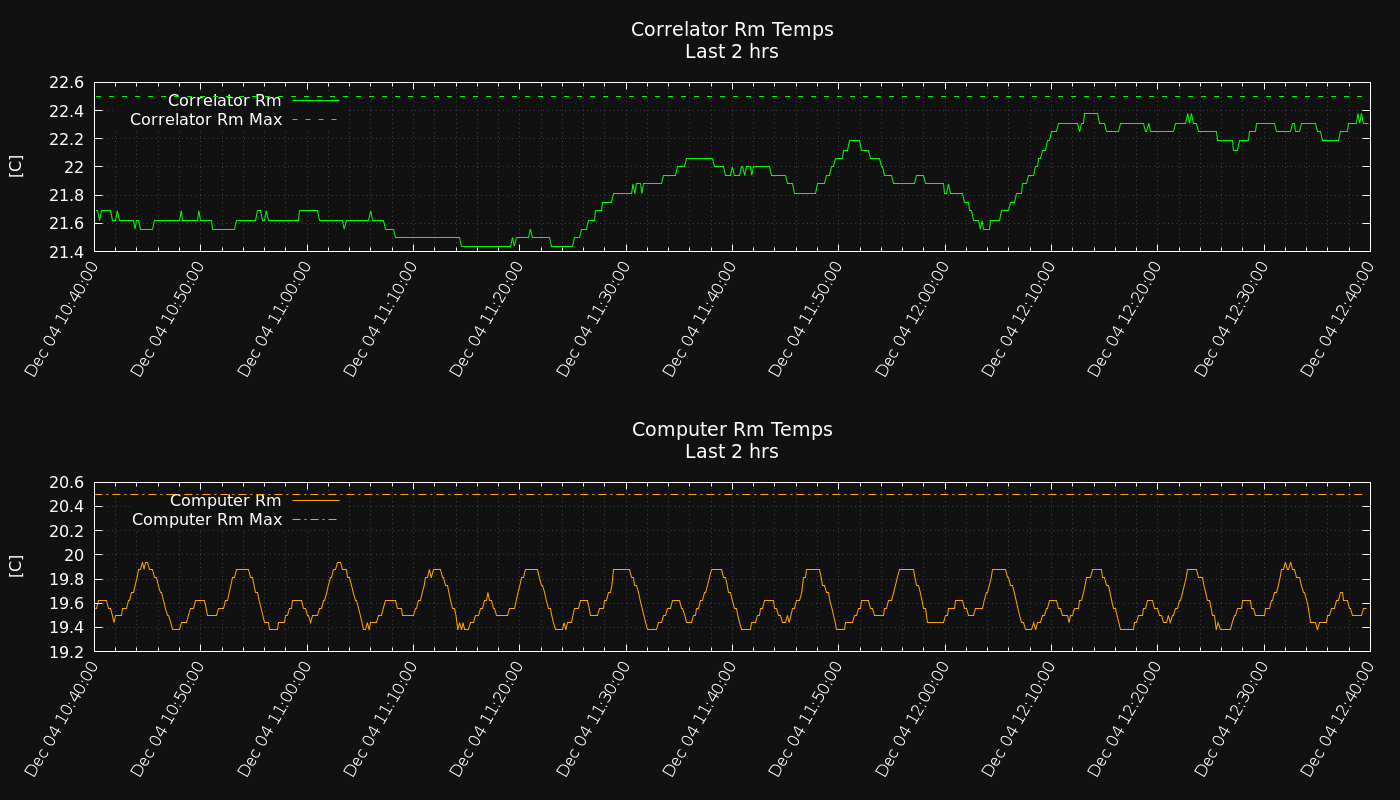 Correlator Rm Temps
Last 2 hrs
22.6
22.4
22.2
22
21.8
21.6
21.4
[C]
Correlator Rm
Correlator Rm Max
Dec 04 10:40:00
Dec 04 10:50:00
Dec 04 11:00:00
Dec 04 11:10:00
Dec 04 11:20:00
Dec 04 11:30:00
Dec 04 11:40:00
Dec 04 11:50:00
Dec 04 12:00:00
Dec 04 12:10:00
Dec 04 12:20:00
Dec 04 12:30:00
Dec 04 12:40:00
Computer Rm Temps
Last 2 hrs
20.6
20.4
20.2
20
19.8
19.6
19.4
19.2
[C]
Computer Rm
Computer Rm Max
Dec 04 10:40:00
Dec 04 10:50:00
Dec 04 11:00:00
Dec 04 11:10:00
Dec 04 11:20:00
Dec 04 11:30:00
Dec 04 11:40:00
Dec 04 11:50:00
Dec 04 12:00:00
Dec 04 12:10:00
Dec 04 12:20:00
Dec 04 12:30:00
Dec 04 12:40:00